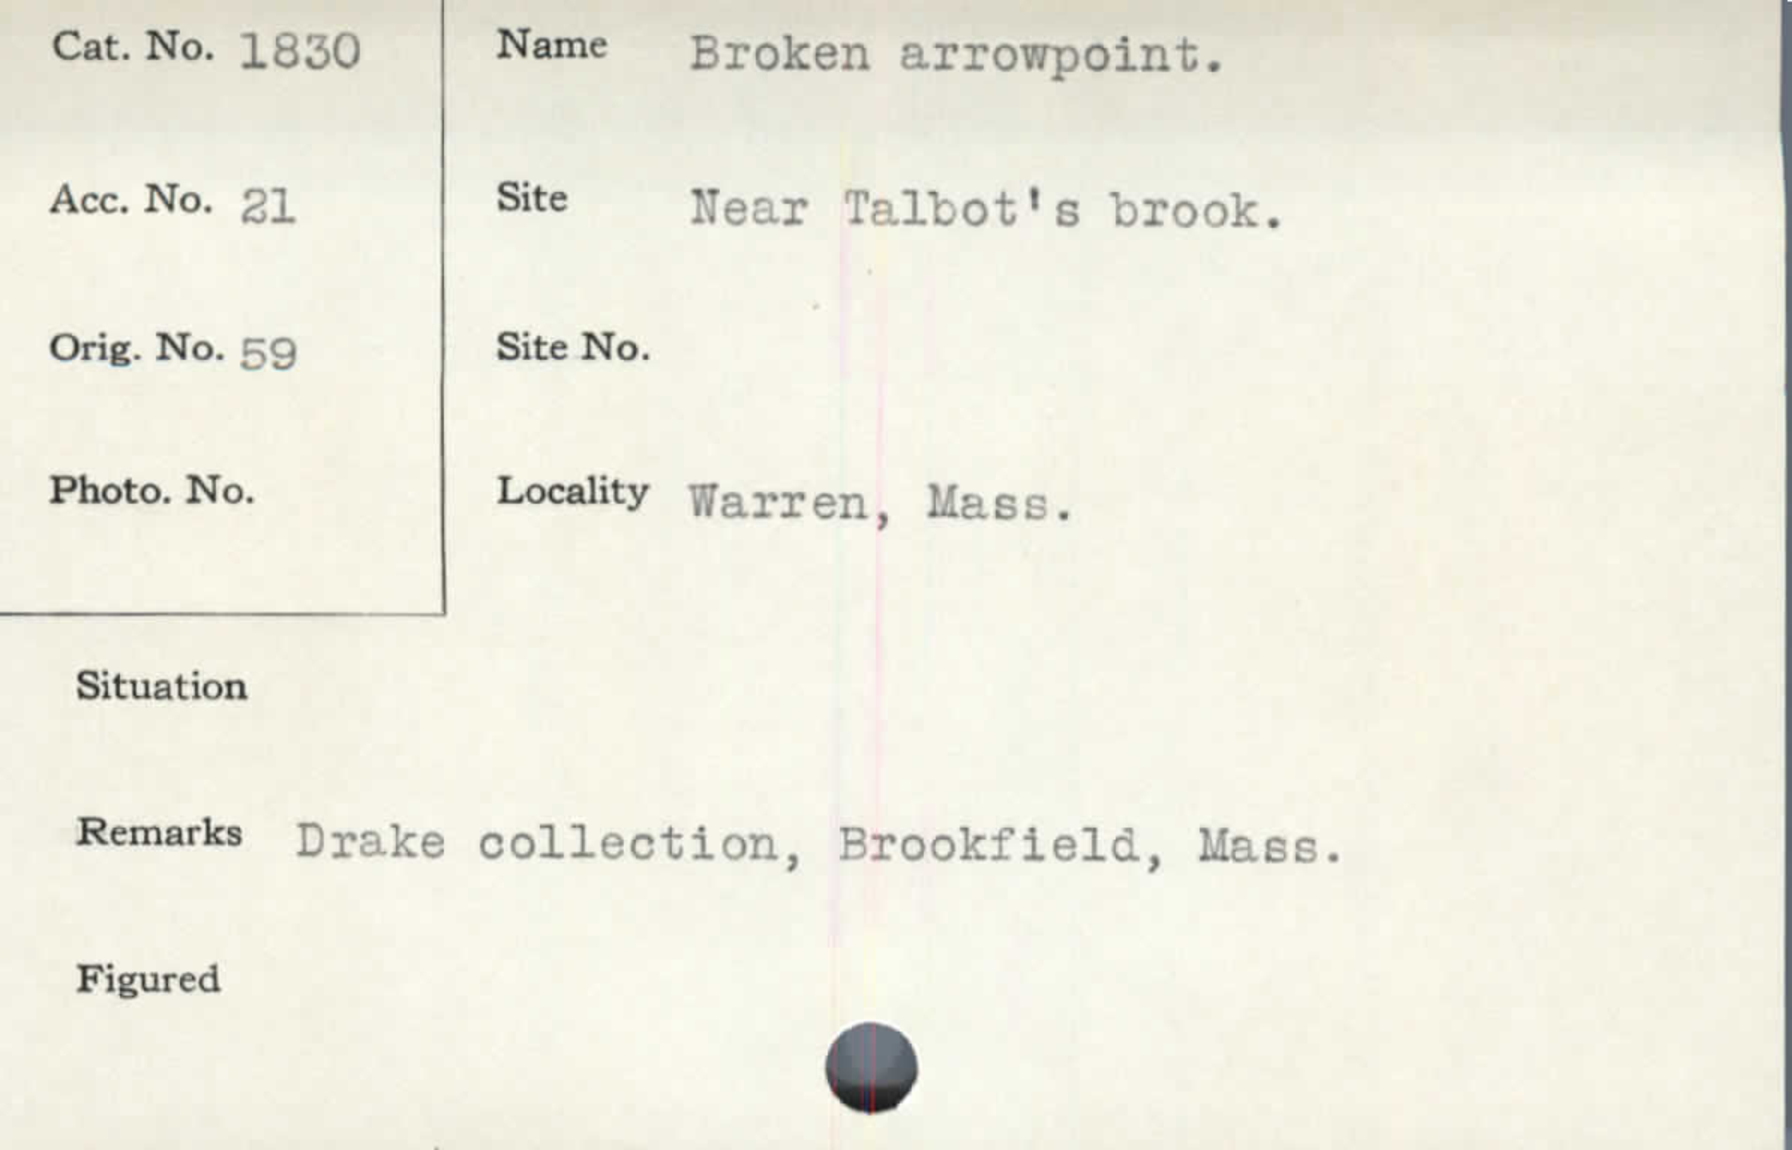 Cat. No. 1830
Name Broken arrowpoint.
Acc. No. 21
Site Near Talbot's brook.
Orig. No. 59
Site No.
Photo. No.
Locality Warren, Mass.
Situation
Remarks Drake collection, Brookfield, Mass.
Figured